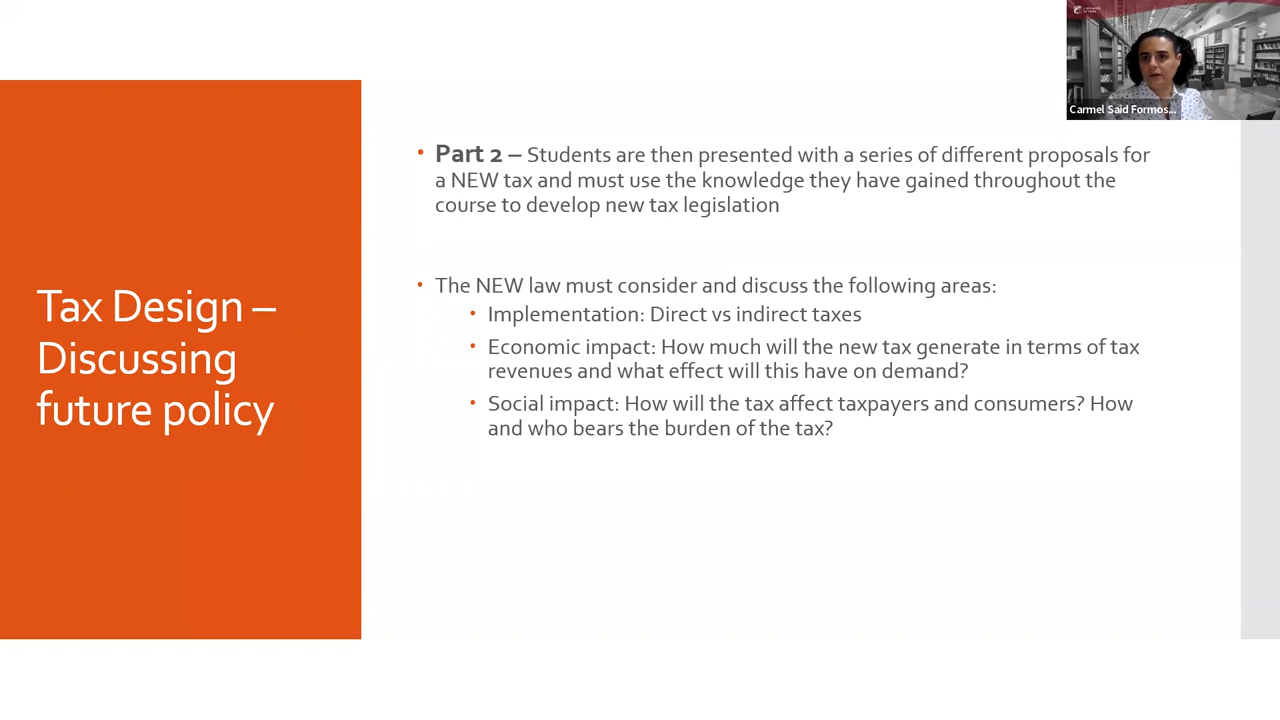 Carmel Said Formos...
Tax Design –
Discussing
future policy
• Part 2 – Students are then presented with a series of different proposals for
a NEW tax and must use the knowledge they have gained throughout the
course to develop new tax legislation
• The NEW law must consider and discuss the following areas:
• Implementation: Direct vs indirect taxes
• Economic impact: How much will the new tax generate in terms of tax
revenues and what effect will this have on demand?
• Social impact: How will the tax affect taxpayers and consumers? How
and who bears the burden of the tax?